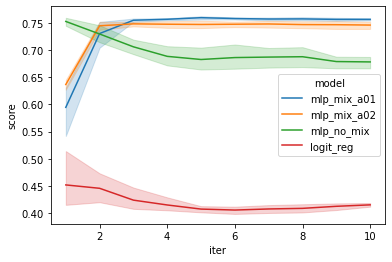 0.75
0.70
0.65
0.60
0.55
0.50
0.45
0.40
score
model
mlp_mix_a01
mlp_mix_a02
mlp_no_mix
logit_reg
2 4 6 8 10
iter